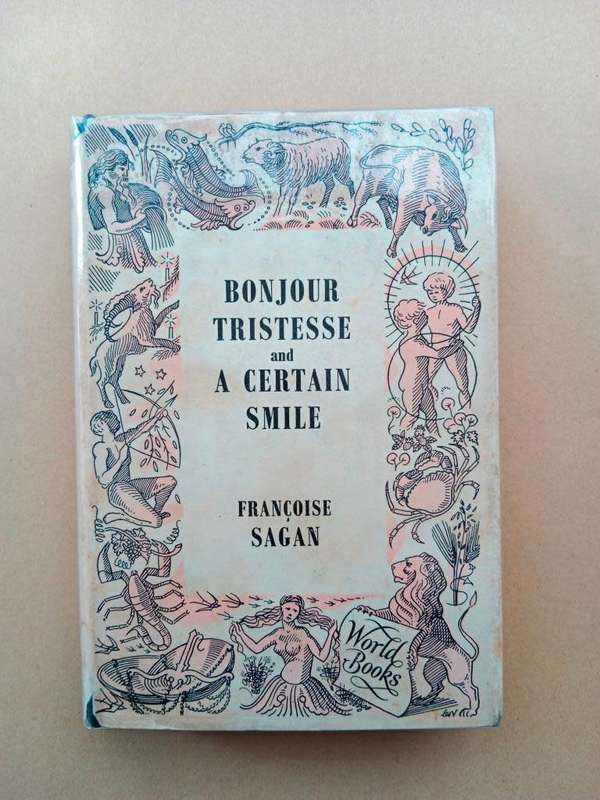 BONJOUR
TRISTESSE
and
A CERTAIN
SMILE
FRANÇOISE
SAGAN
World
Books